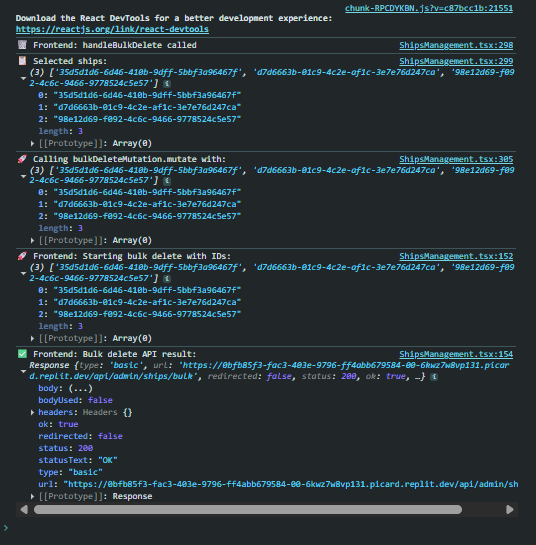 chunk-RPCDYKBN.js?v=c87bcc1b:21551
Download the React DevTools for a better development experience:
https://reactjs.org/link/react-devtools
🗑️ Frontend: handleBulkDelete called ShipsManagement.tsx:298
📋 Selected ships: ShipsManagement.tsx:299
(3) ['35d5d1d6-6d46-410b-9dff-5bbf3a96467f', 'd7d6663b-01c9-4c2e-af1c-3e7e76d247ca', '98e12d69-f09
2-4c6c-9466-9778524c5e57']
0: "35d5d1d6-6d46-410b-9dff-5bbf3a96467f"
1: "d7d6663b-01c9-4c2e-af1c-3e7e76d247ca"
2: "98e12d69-f092-4c6c-9466-9778524c5e57"
length: 3
[[Prototype]]: Array(0)
🚀 Calling bulkDeleteMutation.mutate with: ShipsManagement.tsx:305
(3) ['35d5d1d6-6d46-410b-9dff-5bbf3a96467f', 'd7d6663b-01c9-4c2e-af1c-3e7e76d247ca', '98e12d69-f09
2-4c6c-9466-9778524c5e57']
0: "35d5d1d6-6d46-410b-9dff-5bbf3a96467f"
1: "d7d6663b-01c9-4c2e-af1c-3e7e76d247ca"
2: "98e12d69-f092-4c6c-9466-9778524c5e57"
length: 3
[[Prototype]]: Array(0)
🚀 Frontend: Starting bulk delete with IDs: ShipsManagement.tsx:152
(3) ['35d5d1d6-6d46-410b-9dff-5bbf3a96467f', 'd7d6663b-01c9-4c2e-af1c-3e7e76d247ca', '98e12d69-f09
2-4c6c-9466-9778524c5e57']
0: "35d5d1d6-6d46-410b-9dff-5bbf3a96467f"
1: "d7d6663b-01c9-4c2e-af1c-3e7e76d247ca"
2: "98e12d69-f092-4c6c-9466-9778524c5e57"
length: 3
[[Prototype]]: Array(0)
✅ Frontend: Bulk delete API result: ShipsManagement.tsx:154
Response {type: 'basic', url: 'https://0bfb85f3-fac3-403e-9796-ff4abb679584-00-6kwz7w8vp131.picar
d.replit.dev/api/admin/ships/bulk', redirected: false, status: 200, ok: true, …}
body: (...)
bodyUsed: false
headers: Headers {}
ok: true
redirected: false
status: 200
statusText: "OK"
type: "basic"
url: "https://0bfb85f3-fac3-403e-9796-ff4abb679584-00-6kwz7w8vp131.picard.replit.dev/api/admin/sh
[[Prototype]]: Response